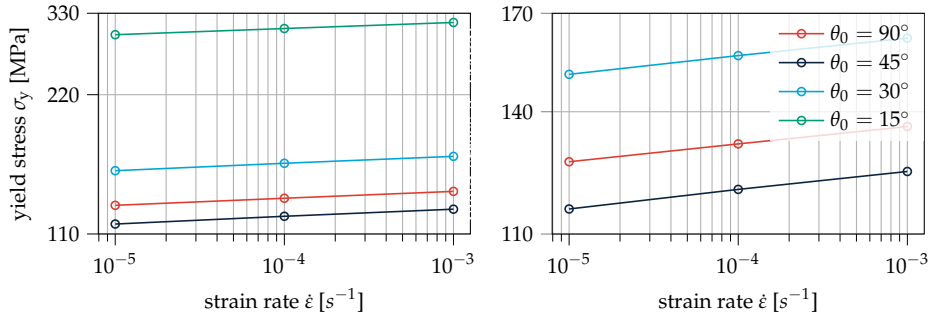 330
220
110
yield stress σy [MPa]
10⁻⁵ 10⁻⁴ 10⁻³
strain rate ε̇ [s⁻¹]
170
140
110
θ₀ = 90°
θ₀ = 45°
θ₀ = 30°
θ₀ = 15°
10⁻⁵ 10⁻⁴ 10⁻³
strain rate ε̇ [s⁻¹]